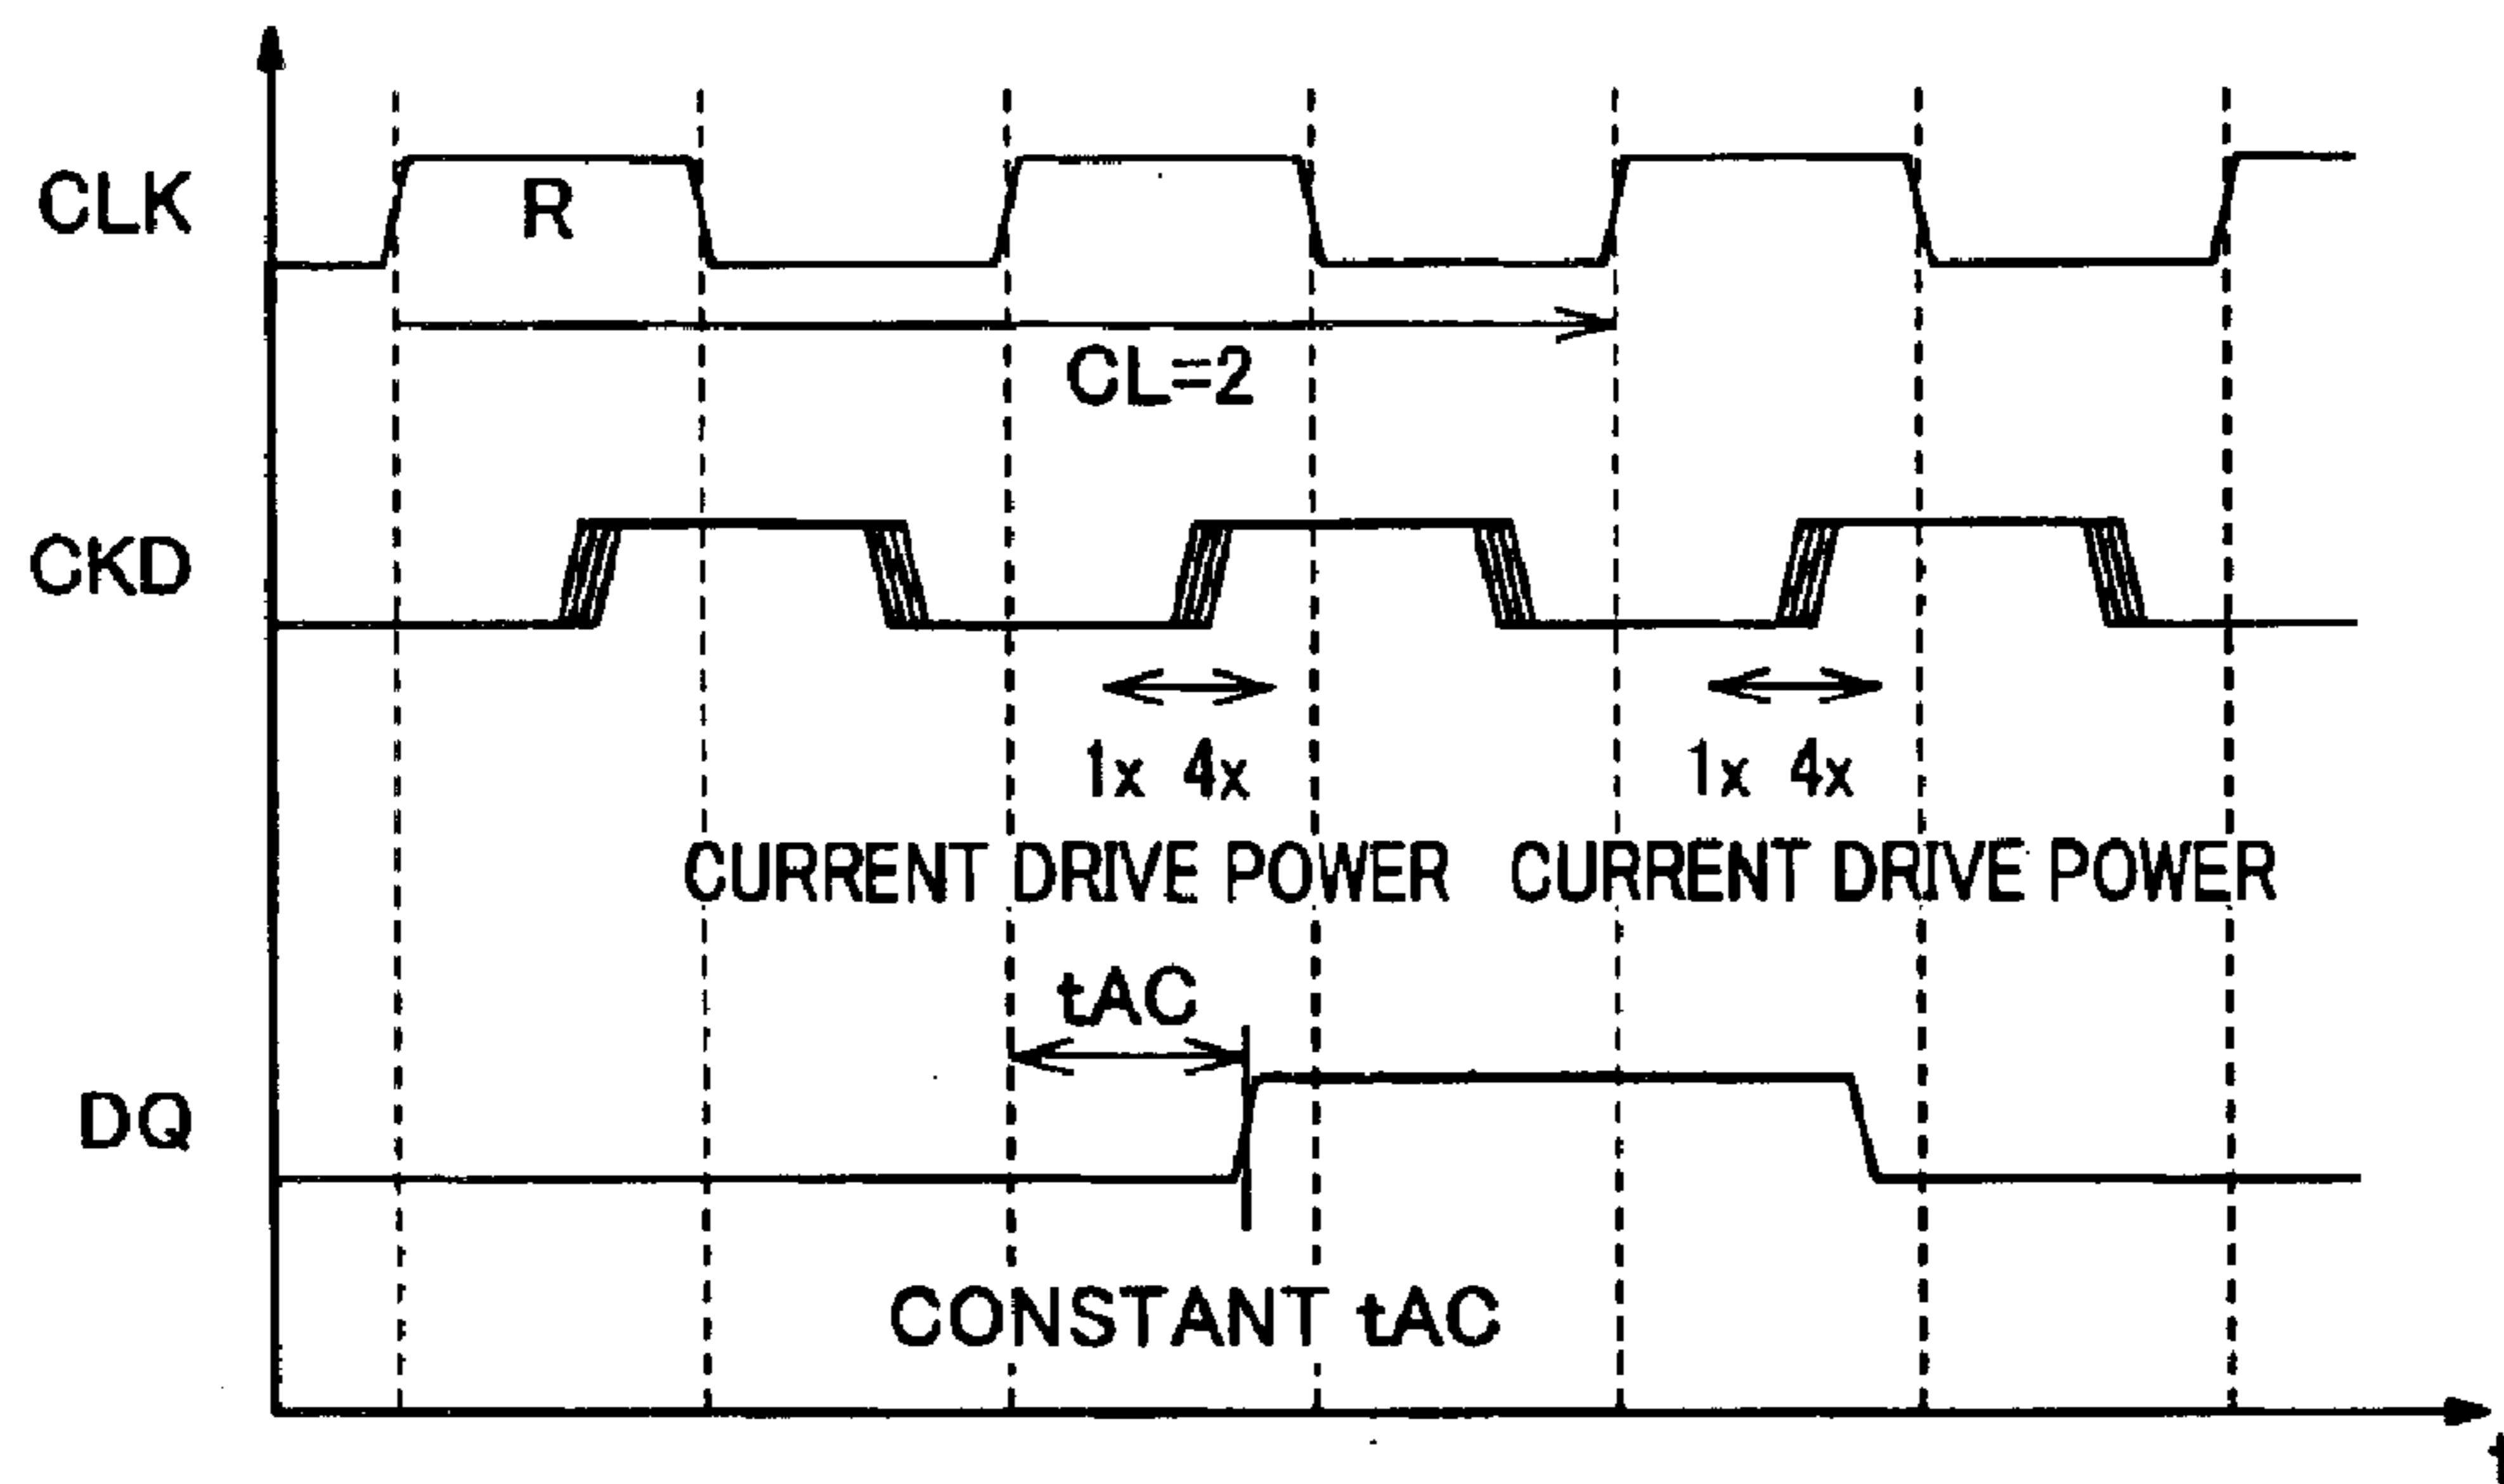 CLK
R
CL=2
CKD
1x 4x
1x 4x
CURRENT DRIVE POWER
CURRENT DRIVE POWER
tAC
DQ
CONSTANT tAC
t